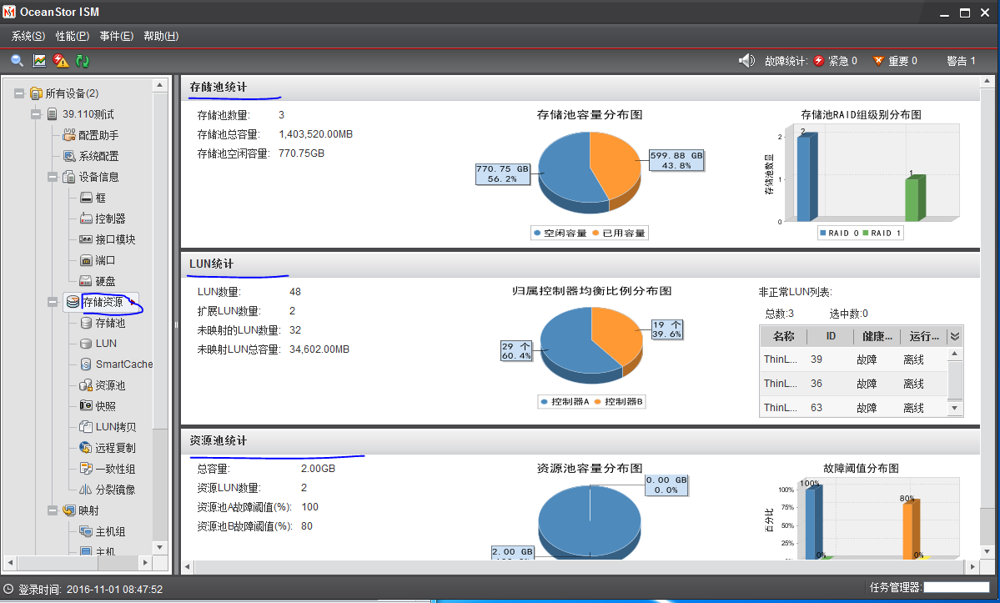 OceanStor ISM
系统(S) 性能(P) 事件(E) 帮助(H)
故障统计: 紧急 0 重要 0 警告 1
所有设备(2)
39.110测试
配置助手
系统配置
设备信息
框
控制器
接口模块
端口
硬盘
存储资源
存储池
LUN
SmartCache
资源池
快照
LUN拷贝
远程复制
一致性组
分裂镜像
映射
主机组
主机
存储池统计
存储池数量: 3
存储池总容量: 1,403,520.00MB
存储池空闲容量: 770.75GB
存储池容量分布图
599.88 GB
43.8%
770.75 GB
56.2%
空闲容量 已用容量
存储池RAID组级别分布图
存储池数量
2
1
0
2
1
RAID 0 RAID 1
LUN统计
LUN数量: 48
扩展LUN数量: 2
未映射的LUN数量: 32
未映射LUN总容量: 34,602.00MB
归属控制器均衡比例分布图
19 个
39.6%
29 个
60.4%
控制器A 控制器B
非正常LUN列表:
总数:3 选中数:0
名称 ID 健康... 运行...
ThinL... 39 故障 离线
ThinL... 36 故障 离线
ThinL... 63 故障 离线
资源池统计
总容量: 2.00GB
资源LUN数量: 2
资源池A故障阈值(%): 100
资源池B故障阈值(%): 80
资源池容量分布图
0.00 GB
0.0%
2.00 GB
故障阈值分布图
百分比
100%
75%
50%
25%
100%
80%
0%
0%
登录时间: 2016-11-01 08:47:52
任务管理器: